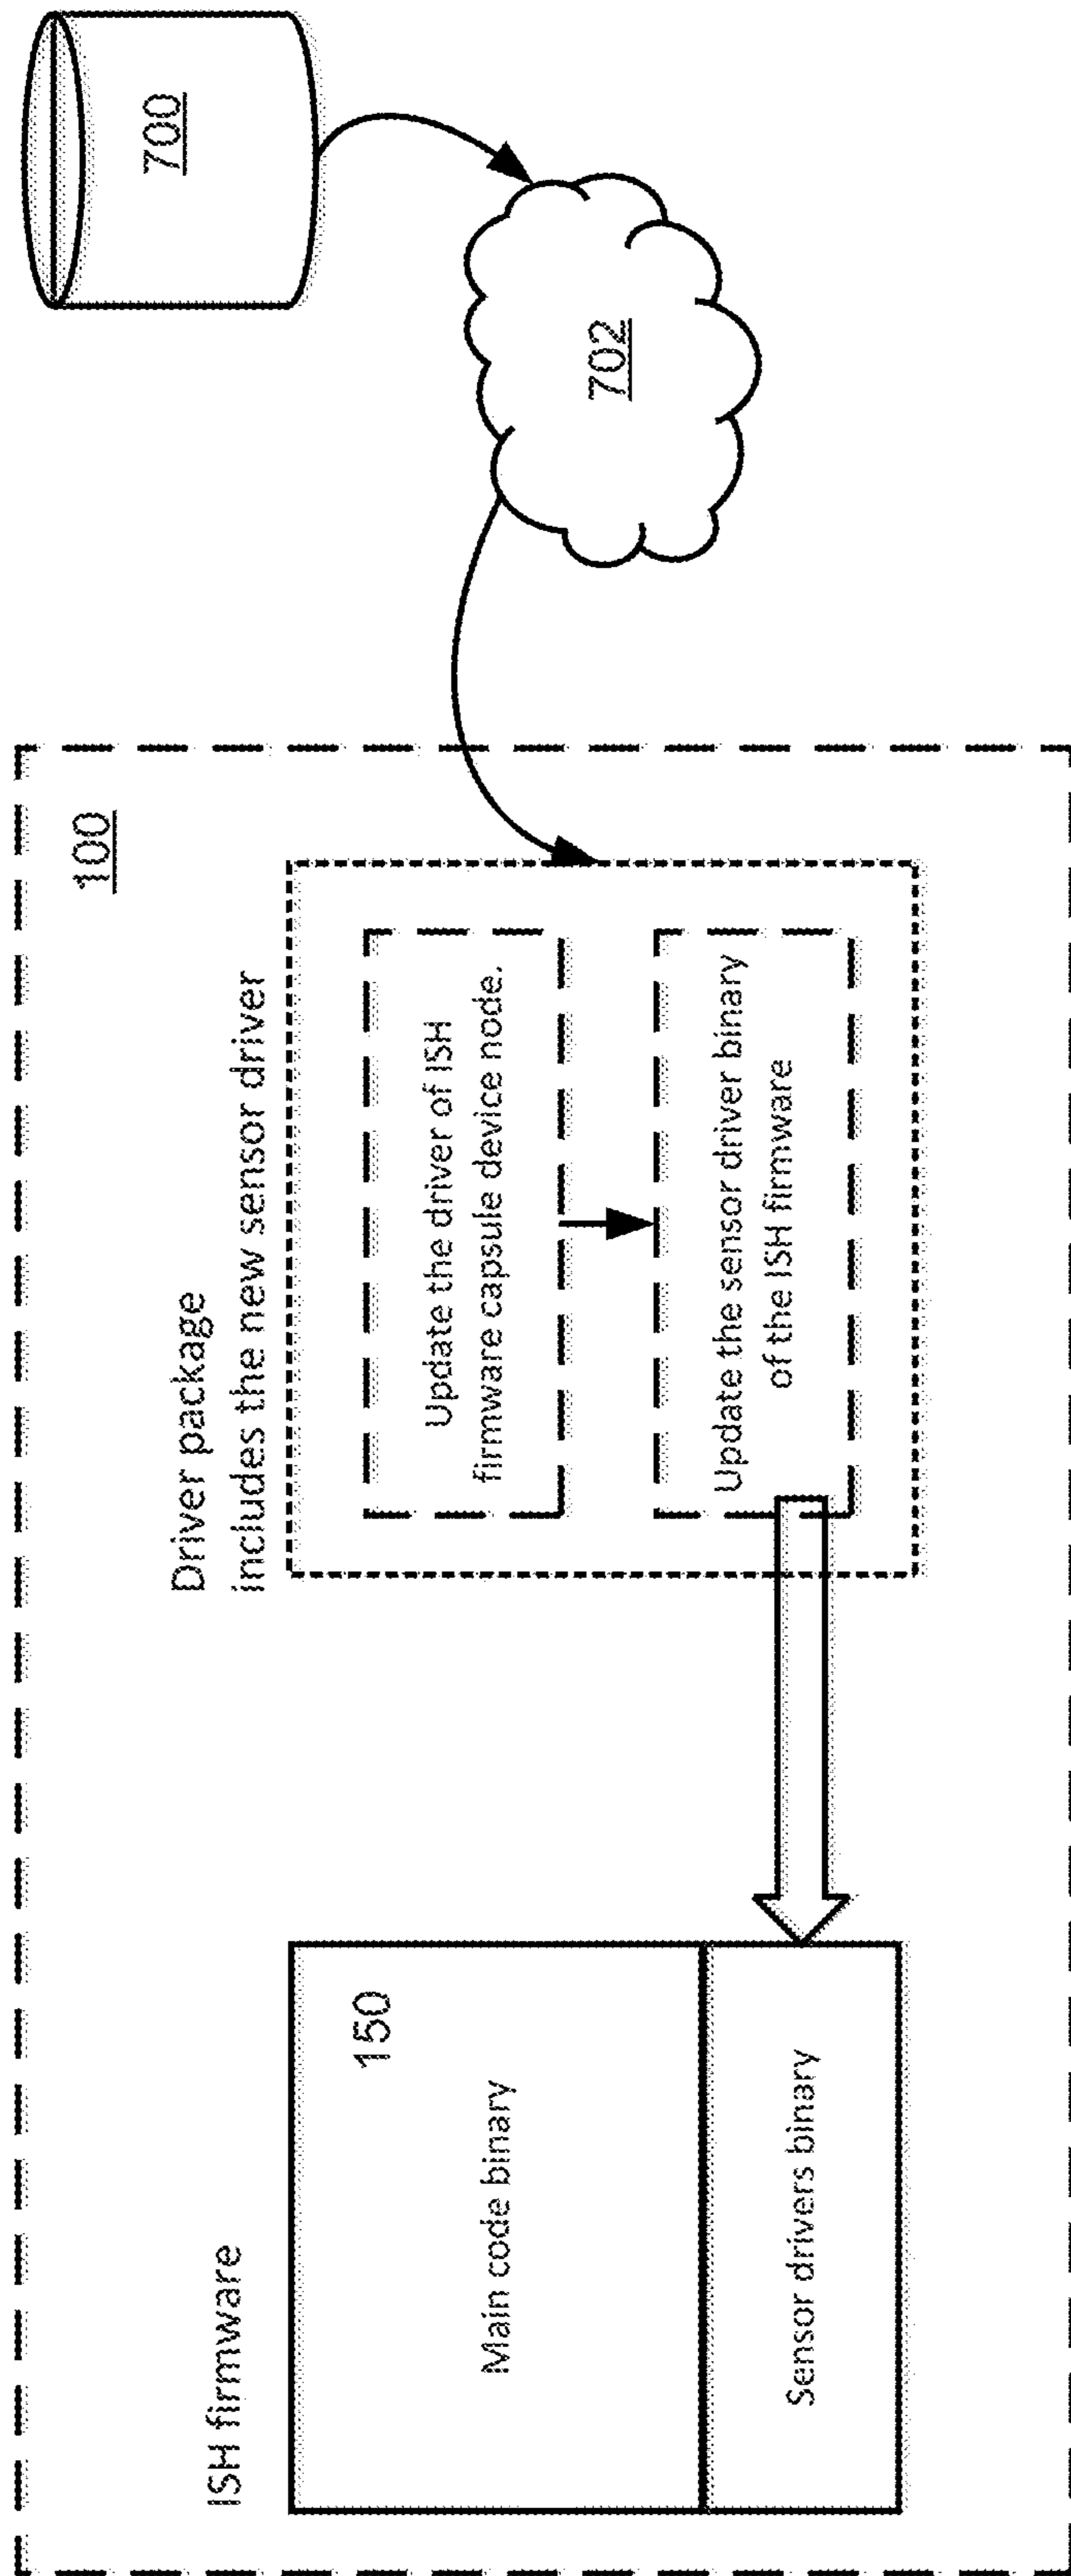 100
ISH firmware
150
Main code binary
Sensor drivers binary
Driver package
includes the new sensor driver
Update the driver of ISH
firmware capsule device node.
Update the sensor driver binary
of the ISH firmware
700
702